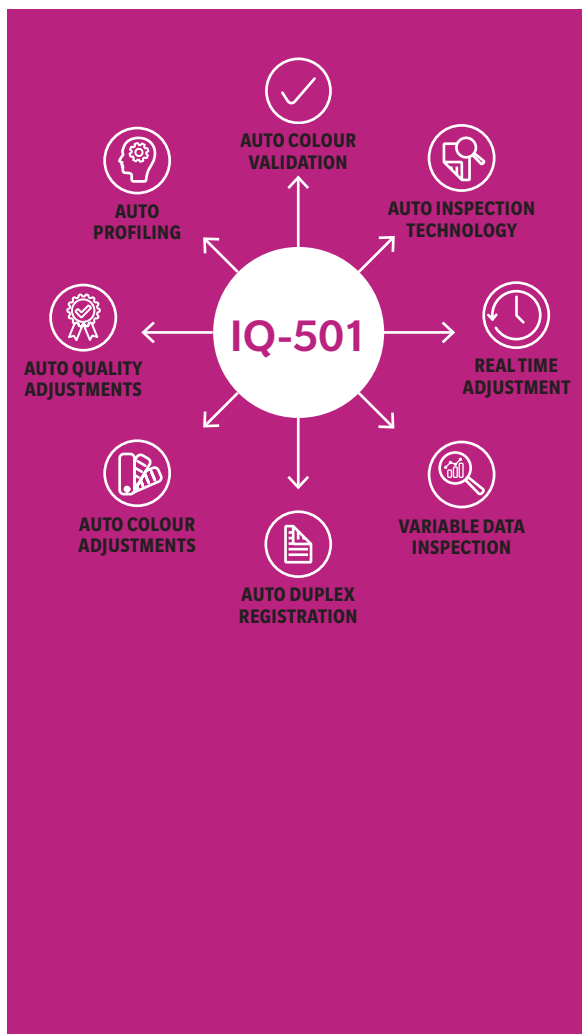 AUTO COLOUR
VALIDATION
AUTO
PROFILING
AUTO INSPECTION
TECHNOLOGY
IQ-501
AUTO QUALITY
ADJUSTMENTS
REAL TIME
ADJUSTMENT
AUTO COLOUR
ADJUSTMENTS
VARIABLE DATA
INSPECTION
AUTO DUPLEX
REGISTRATION